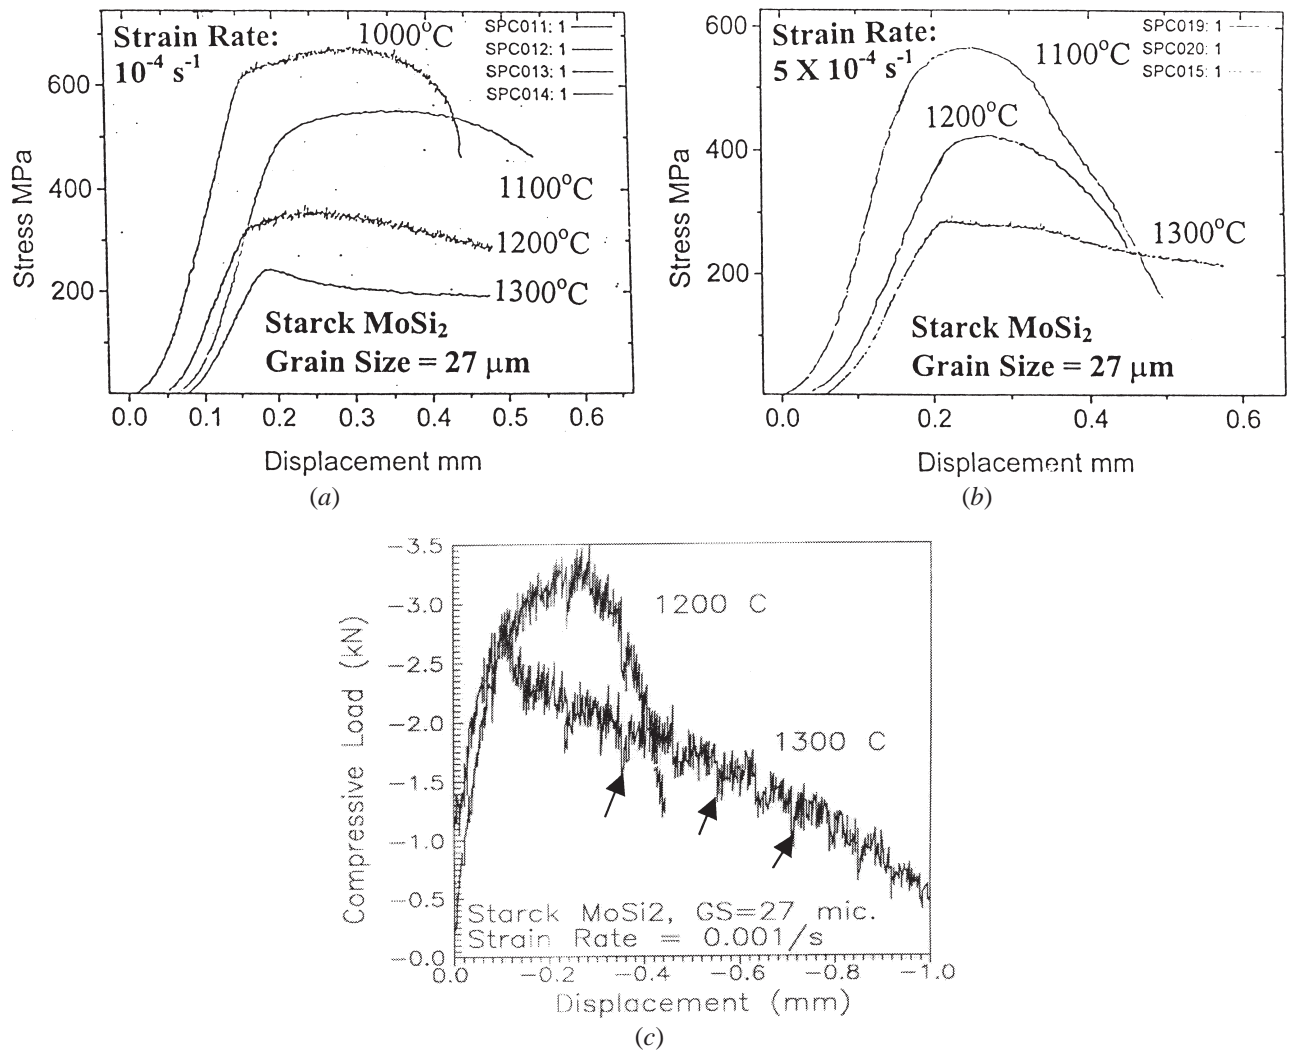 Strain Rate:
10⁻⁴ s⁻¹
1000°C
SPC011: 1
SPC012: 1
SPC013: 1
SPC014: 1
600
400
200
Stress MPa
1100°C
1200°C
1300°C
Starck MoSi₂
Grain Size = 27 μm
0.0 0.1 0.2 0.3 0.4 0.5 0.6
Displacement mm
(a)
Strain Rate:
5 X 10⁻⁴ s⁻¹
1100°C
SPC019: 1
SPC020: 1
SPC015: 1
600
400
200
Stress MPa
1200°C
1300°C
Starck MoSi₂
Grain Size = 27 μm
0.0 0.2 0.4 0.6
Displacement mm
(b)
−3.5
−3.0
−2.5
−2.0
−1.5
−1.0
−0.5
−0.0
Compressive Load (kN)
1200 C
1300 C
Starck MoSi2, GS=27 mic.
Strain Rate = 0.001/s
0.0 −0.2 −0.4 −0.6 −0.8 −1.0
Displacement (mm)
(c)